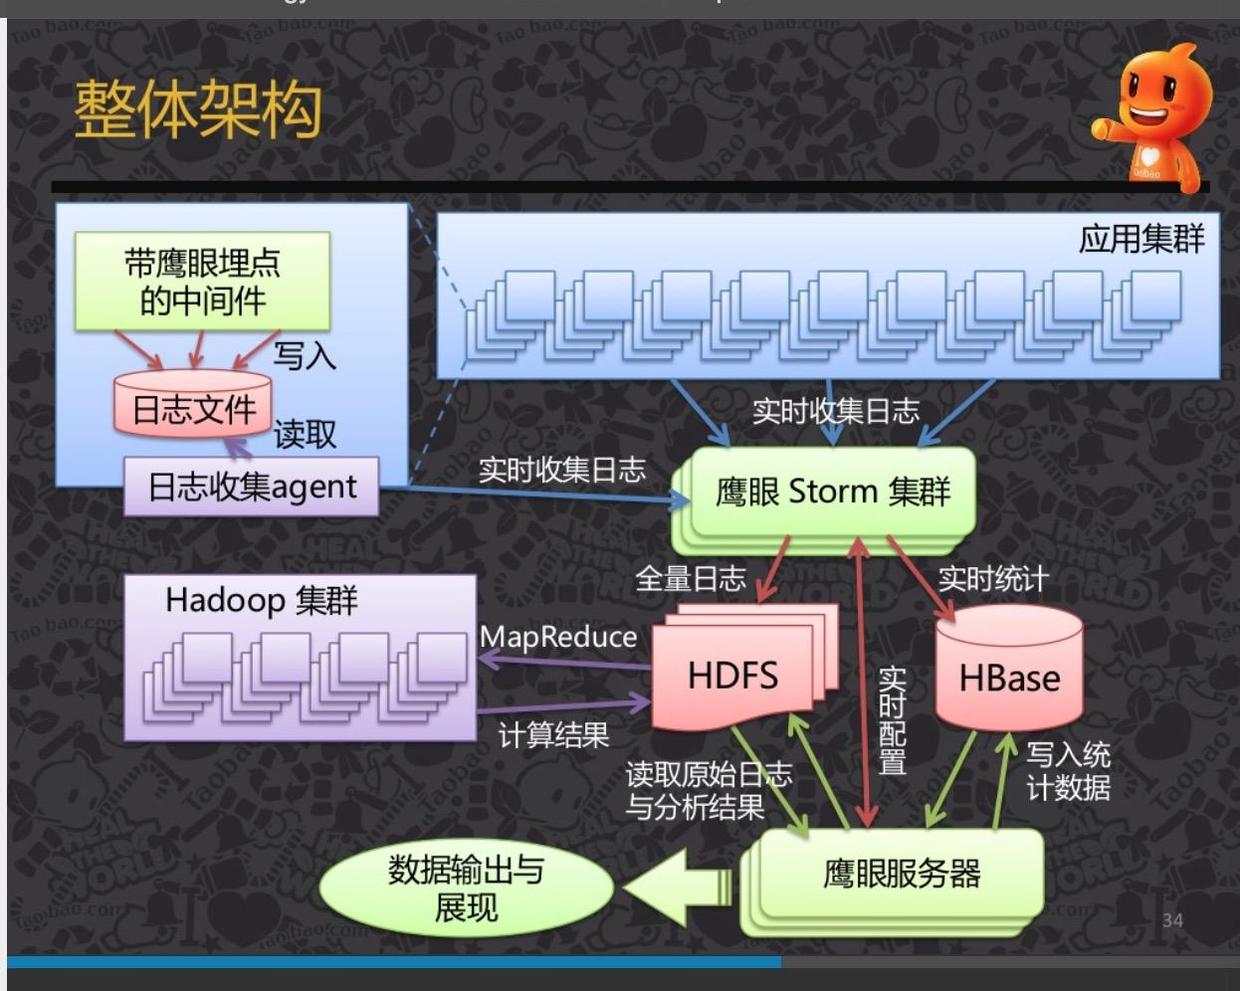 整体架构
带鹰眼埋点
的中间件
写入
日志文件
读取
日志收集agent
应用集群
实时收集日志
实时收集日志
鹰眼 Storm 集群
全量日志
实时统计
Hadoop 集群
MapReduce
计算结果
HDFS
实时配置
HBase
读取原始日志
与分析结果
写入统
计数据
数据输出与
展现
鹰眼服务器
34